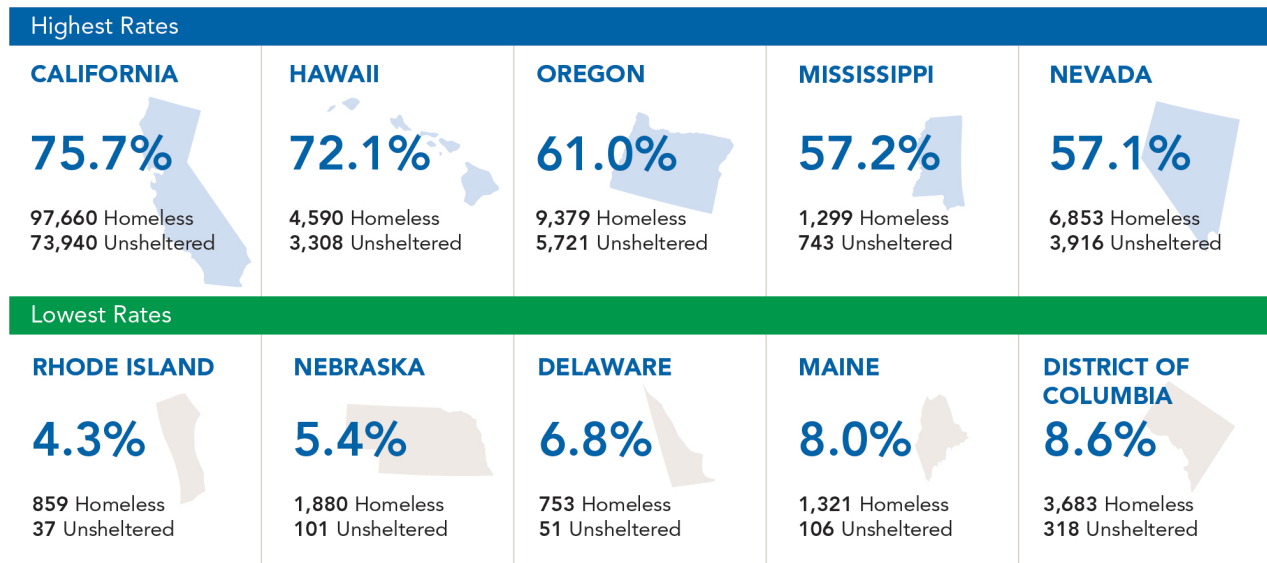 Highest Rates
CALIFORNIA
75.7%
97,660 Homeless
73,940 Unsheltered
HAWAII
72.1%
4,590 Homeless
3,308 Unsheltered
OREGON
61.0%
9,379 Homeless
5,721 Unsheltered
MISSISSIPPI
57.2%
1,299 Homeless
743 Unsheltered
NEVADA
57.1%
6,853 Homeless
3,916 Unsheltered
Lowest Rates
RHODE ISLAND
4.3%
859 Homeless
37 Unsheltered
NEBRASKA
5.4%
1,880 Homeless
101 Unsheltered
DELAWARE
6.8%
753 Homeless
51 Unsheltered
MAINE
8.0%
1,321 Homeless
106 Unsheltered
DISTRICT OF
COLUMBIA
8.6%
3,683 Homeless
318 Unsheltered